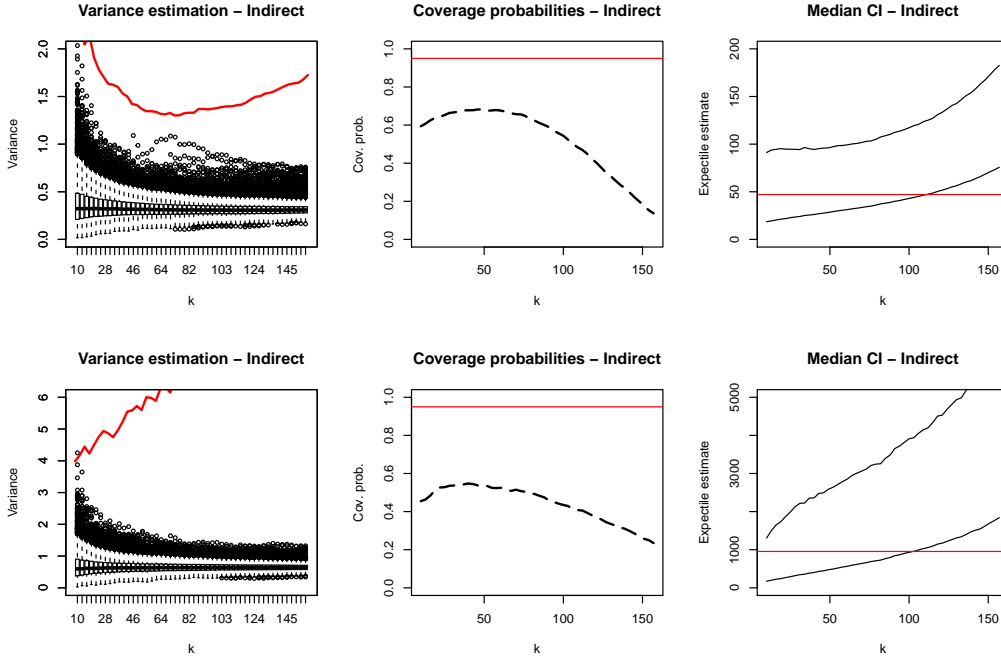 Variance estimation – Indirect
Variance
0.0 0.5 1.0 1.5 2.0
10 28 46 64 82 103 124 145
k
Coverage probabilities – Indirect
Cov. prob.
0.0 0.2 0.4 0.6 0.8 1.0
50 100 150
k
Median CI – Indirect
Expectile estimate
0 50 100 150 200
50 100 150
k
Variance estimation – Indirect
Variance
0 1 2 3 4 5 6
10 28 46 64 82 103 124 145
k
Coverage probabilities – Indirect
Cov. prob.
0.0 0.2 0.4 0.6 0.8 1.0
50 100 150
k
Median CI – Indirect
Expectile estimate
0 1000 3000 5000
50 100 150
k